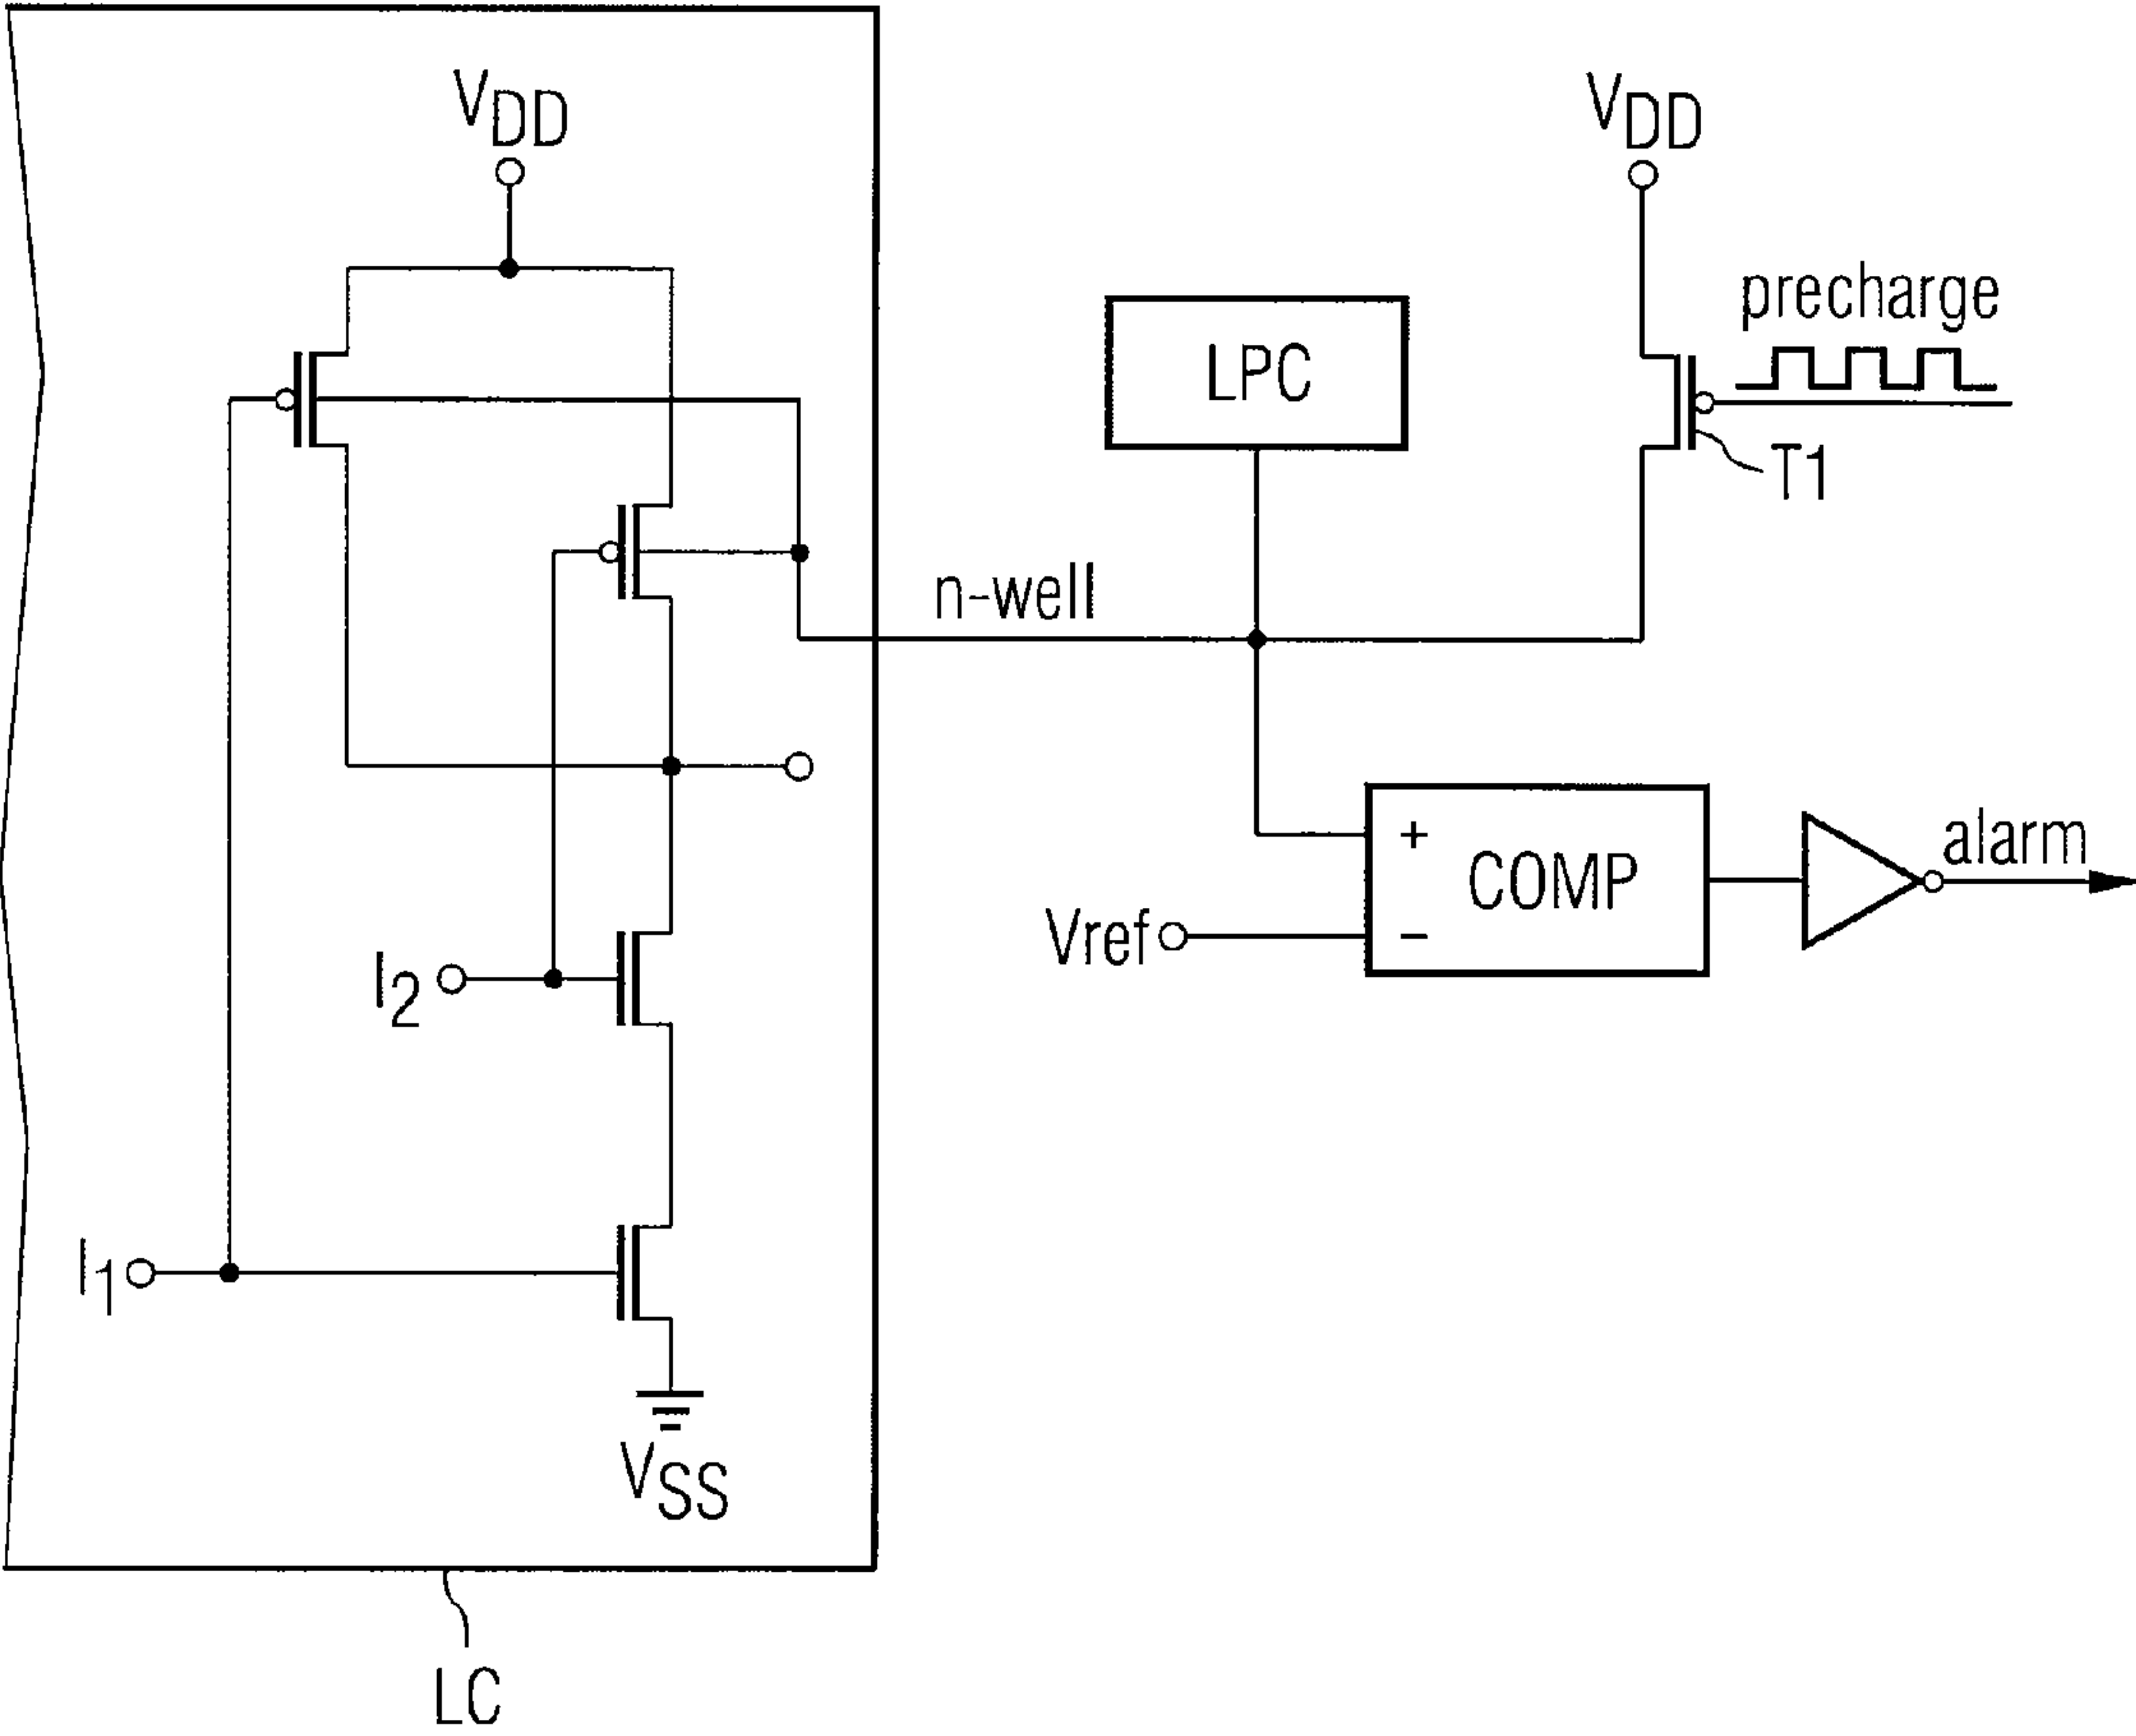 VDD
VDD
precharge
LPC
T1
n-well
+
COMP
alarm
Vref
−
I2
I1
VSS
LC